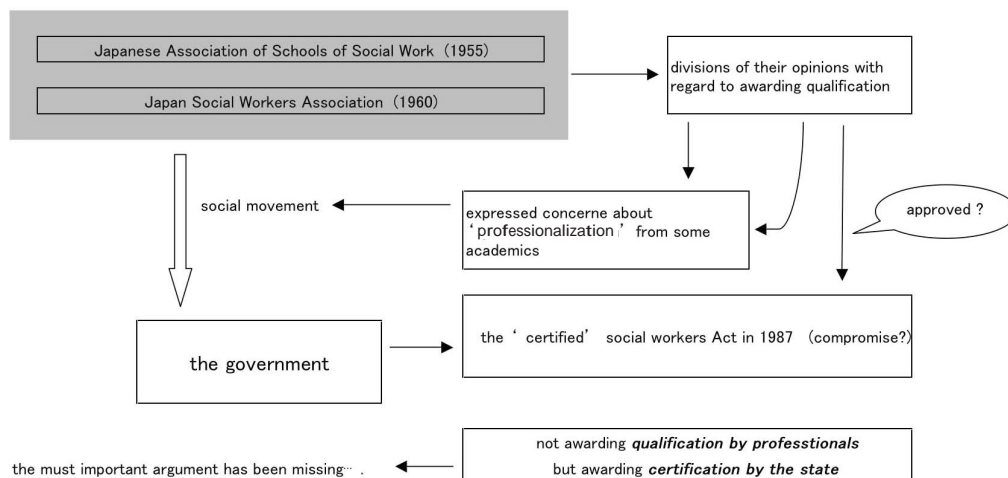 Japanese Association of Schools of Social Work (1955)
Japan Social Workers Association (1960)
divisions of their opinions with
regard to awarding qualification
social movement
expressed concerne about
‘professionalization’ from some
academics
approved ?
the government
the ‘ certified’ social workers Act in 1987 (compromise?)
not awarding qualification by professtionals
but awarding certification by the state
the must important argument has been missing… .